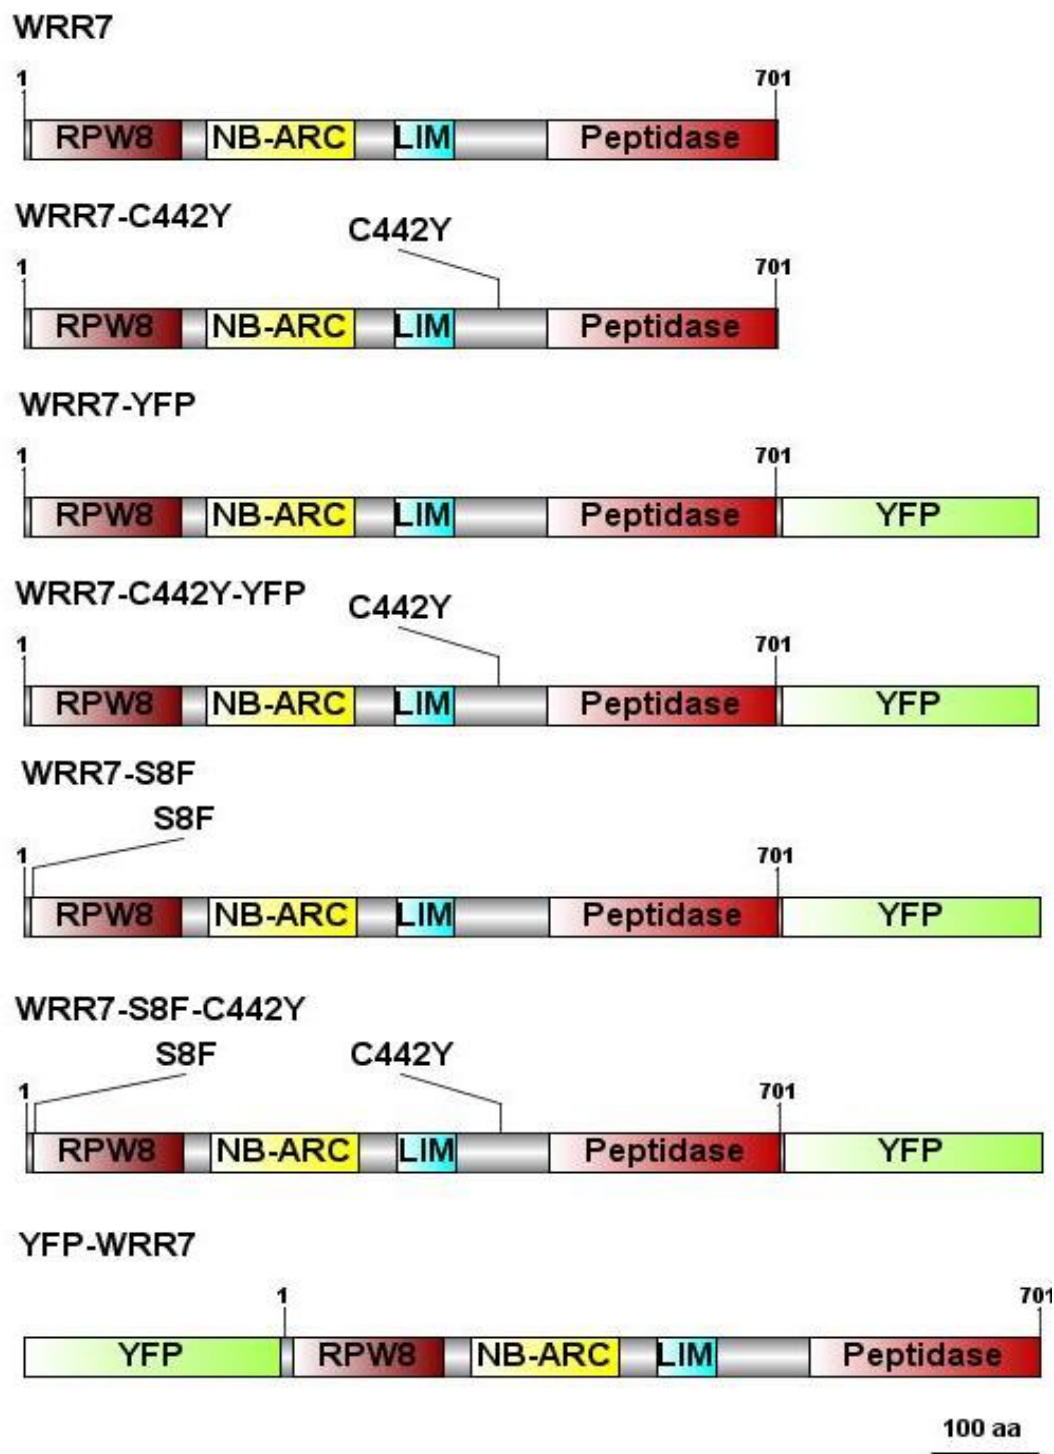 WRR7
1 701
RPW8 NB-ARC LIM Peptidase
WRR7-C442Y
C442Y
1 701
RPW8 NB-ARC LIM Peptidase
WRR7-YFP
1 701
RPW8 NB-ARC LIM Peptidase YFP
WRR7-C442Y-YFP
C442Y
1 701
RPW8 NB-ARC LIM Peptidase YFP
WRR7-S8F
S8F
1 701
RPW8 NB-ARC LIM Peptidase YFP
WRR7-S8F-C442Y
S8F C442Y
1 701
RPW8 NB-ARC LIM Peptidase YFP
YFP-WRR7
1 701
YFP RPW8 NB-ARC LIM Peptidase
100 aa